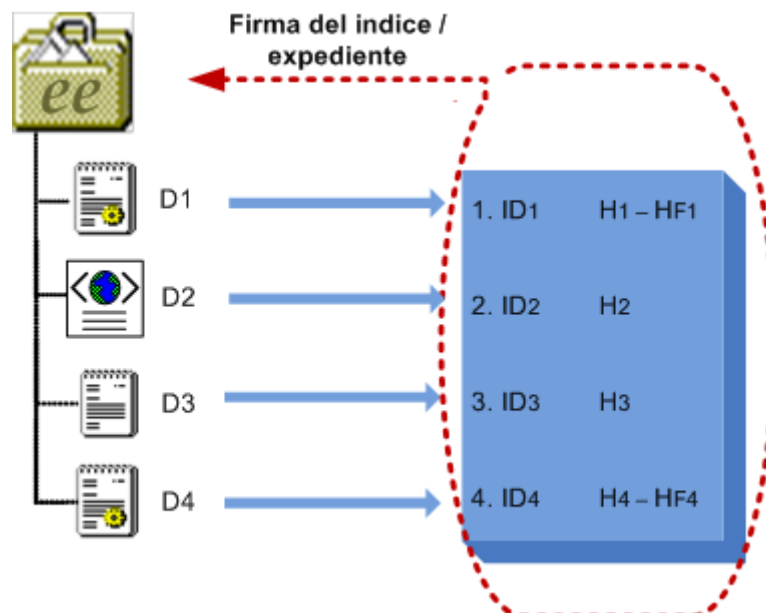 Firma del indice /
expediente
ee
D1
1. ID1 H1 – HF1
D2
2. ID2 H2
D3
3. ID3 H3
D4
4. ID4 H4 – HF4